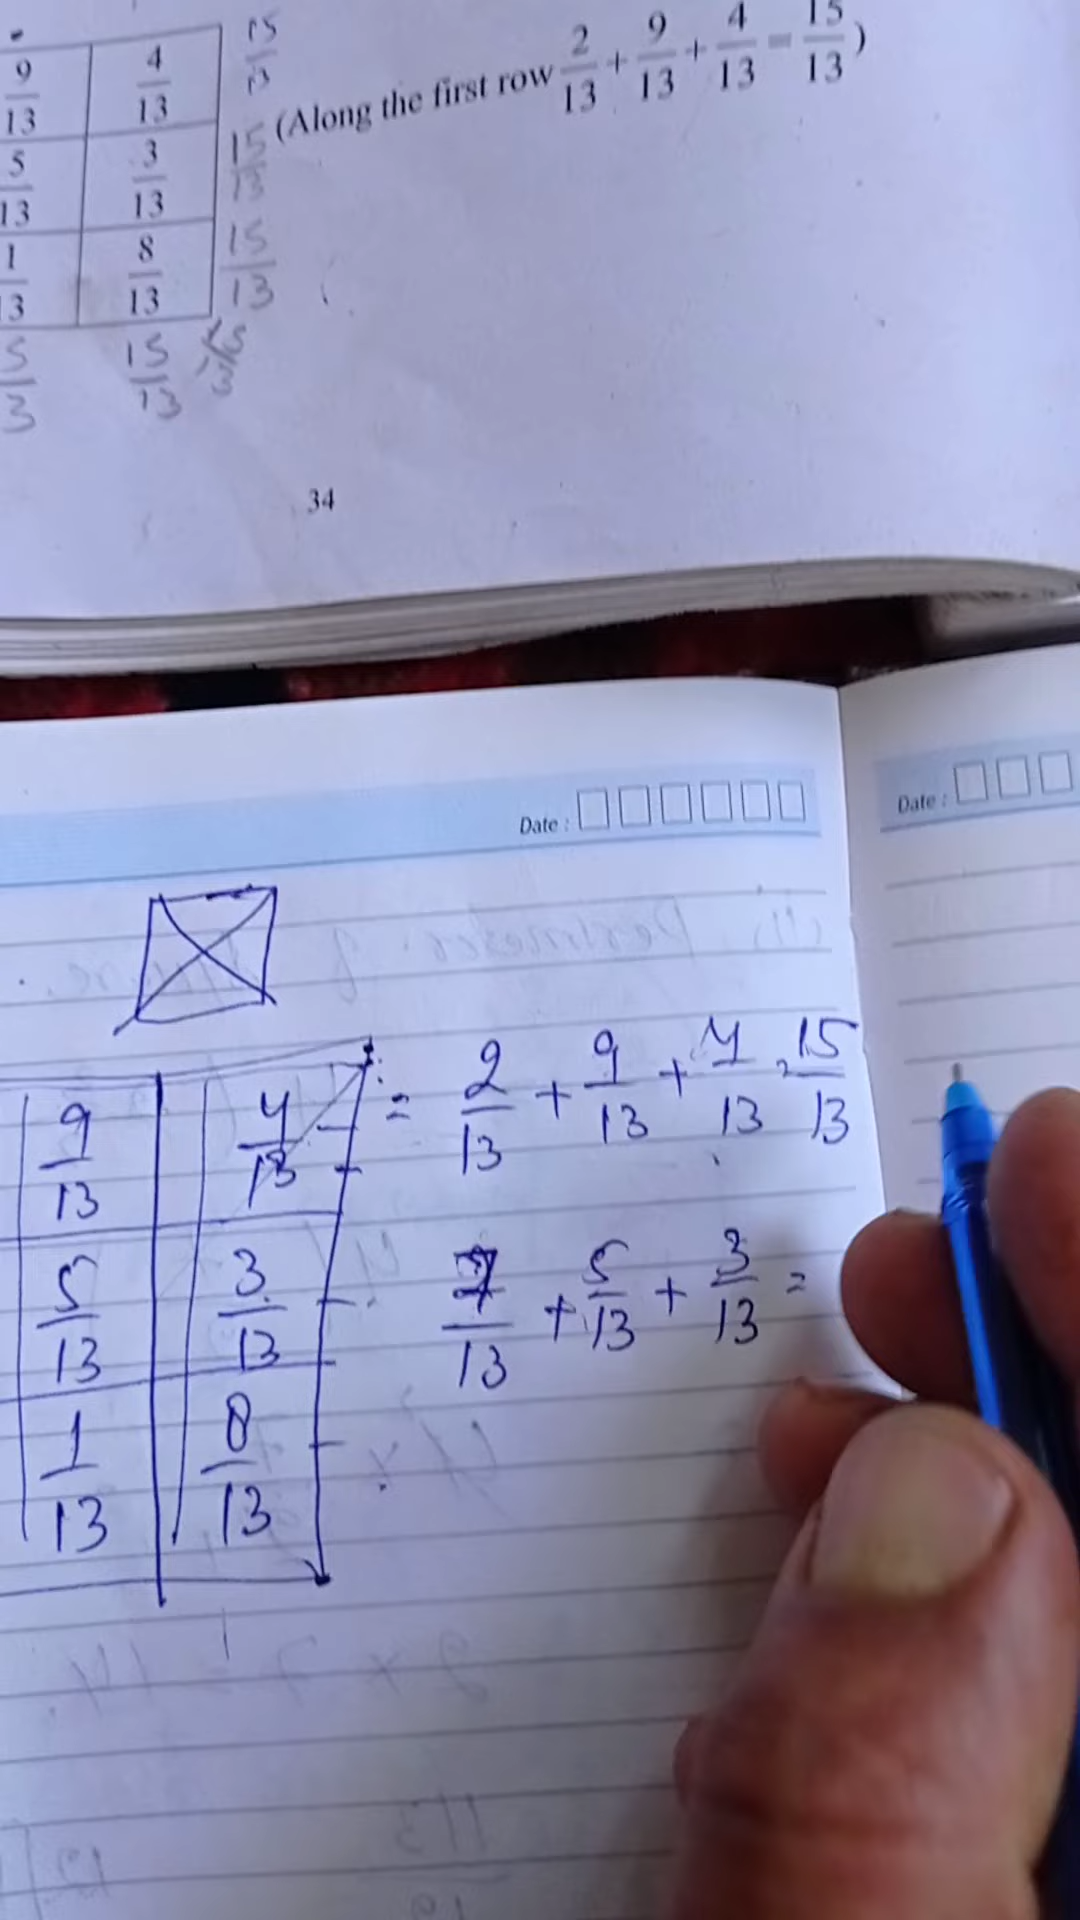 9/13 4/13 15/13
(Along the first row 2/13 + 9/13 + 4/13 = 15/13)
5/13 3/13 15/13
1/13 8/13 15/13
15/13 15/13
34
Date :
Date :
9/13 4/13 = 2/13 + 9/13 + 4/13 = 15/13
5/13 3/13 7/13 + 5/13 + 3/13 =
1/13 8/13